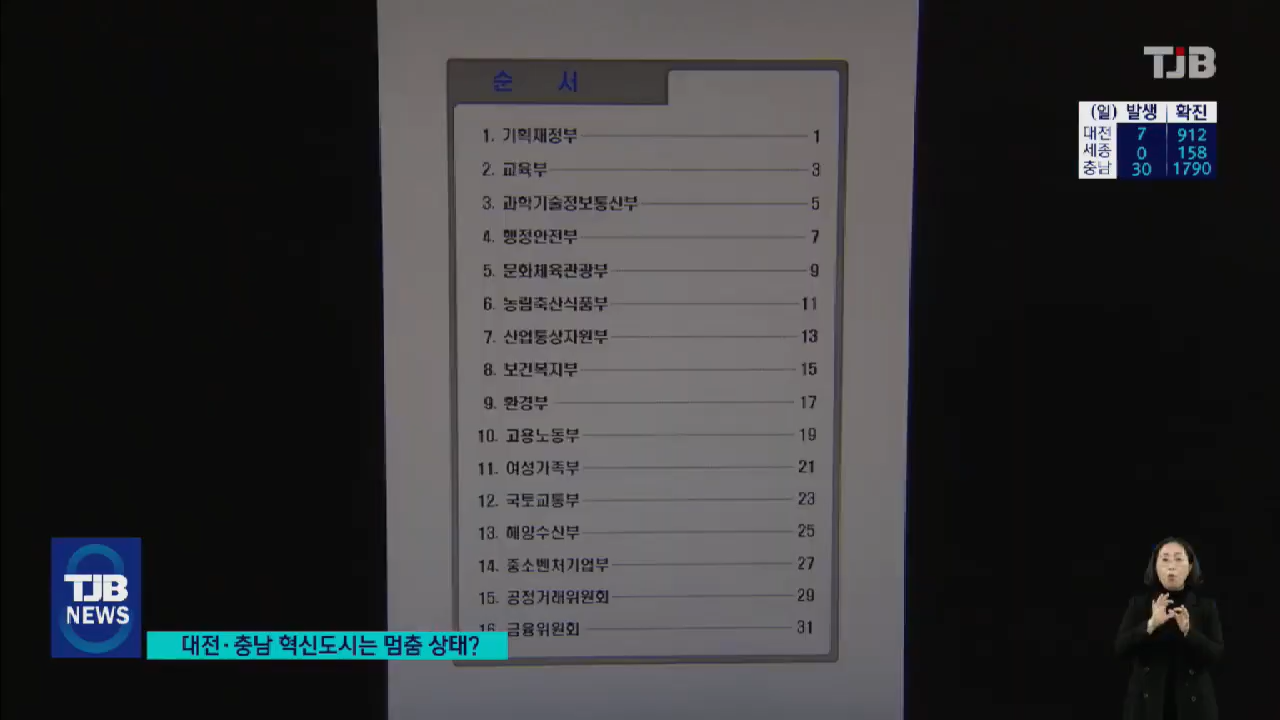 순 서
1. 기획재정부 1
2. 교육부 3
3. 과학기술정보통신부 5
4. 행정안전부 7
5. 문화체육관광부 9
6. 농림축산식품부 11
7. 산업통상자원부 13
8. 보건복지부 15
9. 환경부 17
10. 고용노동부 19
11. 여성가족부 21
12. 국토교통부 23
13. 해양수산부 25
14. 중소벤처기업부 27
15. 공정거래위원회 29
16. 금융위원회 31
TJB
(일) 발생 확진
대전 7 912
세종 0 158
충남 30 1790
8
TJB
NEWS
대전·충남 혁신도시는 멈춤 상태?